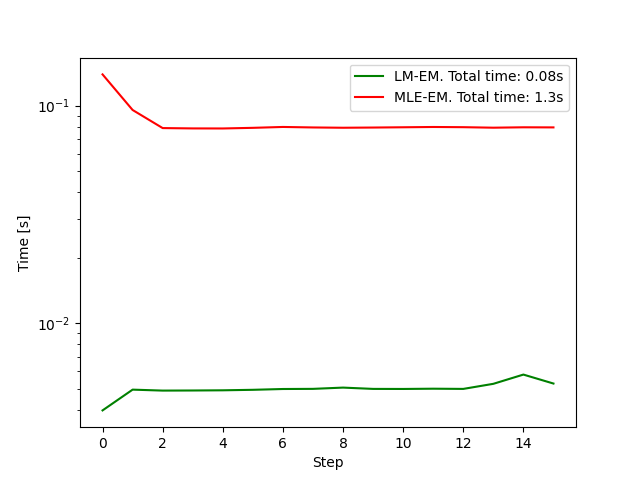 LM-EM. Total time: 0.08s
MLE-EM. Total time: 1.3s
10⁻¹
10⁻²
Time [s]
0 2 4 6 8 10 12 14
Step